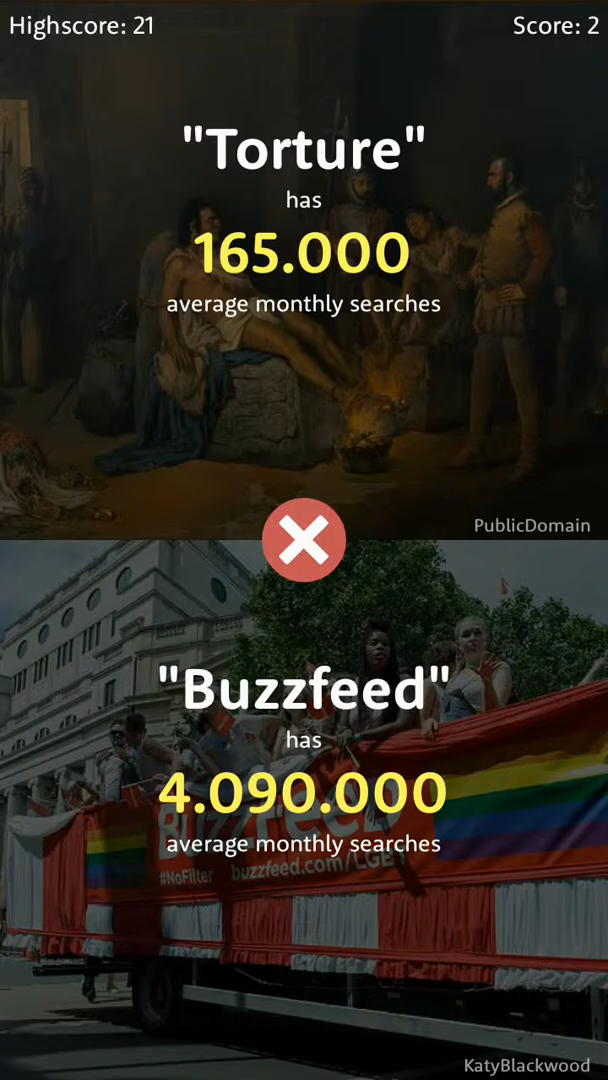 Highscore: 21
Score: 2
"Torture"
has
165.000
average monthly searches
PublicDomain
"Buzzfeed"
has
4.090.000
average monthly searches
#NoFilter buzzfeed.com/LGBT
KatyBlackwood